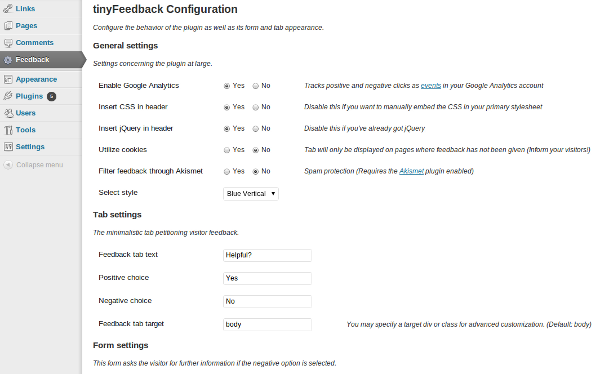 Links
Pages
Comments
Feedback
Appearance
Plugins 5
Users
Tools
Settings
Collapse menu
tinyFeedback Configuration
Configure the behavior of the plugin as well as its form and tab appearance.
General settings
Settings concerning the plugin at large.
Enable Google Analytics Yes No Tracks positive and negative clicks as events in your Google Analytics account
Insert CSS in header Yes No Disable this if you want to manually embed the CSS in your primary stylesheet
Insert jQuery in header Yes No Disable this if you've already got jQuery
Utilize cookies Yes No Tab will only be displayed on pages where feedback has not been given (Inform your visitors!)
Filter feedback through Akismet Yes No Spam protection (Requires the Akismet plugin enabled)
Select style Blue Vertical
Tab settings
The minimalistic tab petitioning visitor feedback.
Feedback tab text Helpful?
Positive choice Yes
Negative choice No
Feedback tab target body You may specify a target div or class for advanced customization. (Default: body)
Form settings
This form asks the visitor for further information if the negative option is selected.